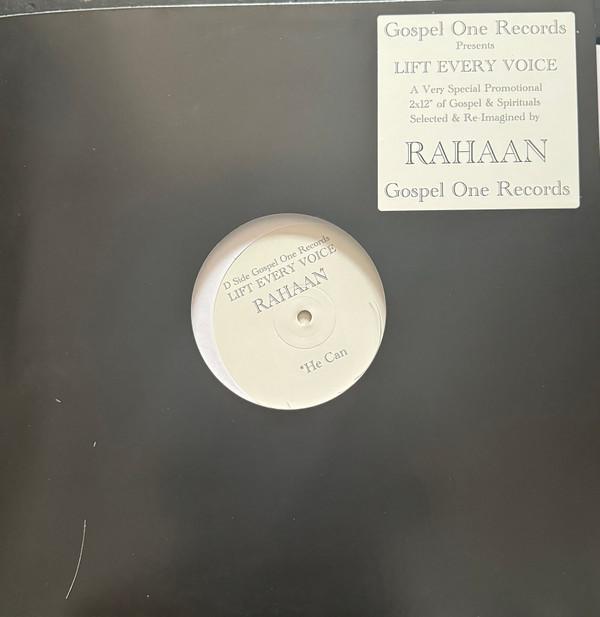 Gospel One Records
Presents
LIFT EVERY VOICE
A Very Special Promotional
2x12" of Gospel & Spirituals
Selected & Re-Imagined by
RAHAAN
Gospel One Records
D Side Gospel One Records
LIFT EVERY VOICE
RAHAAN
*He Can